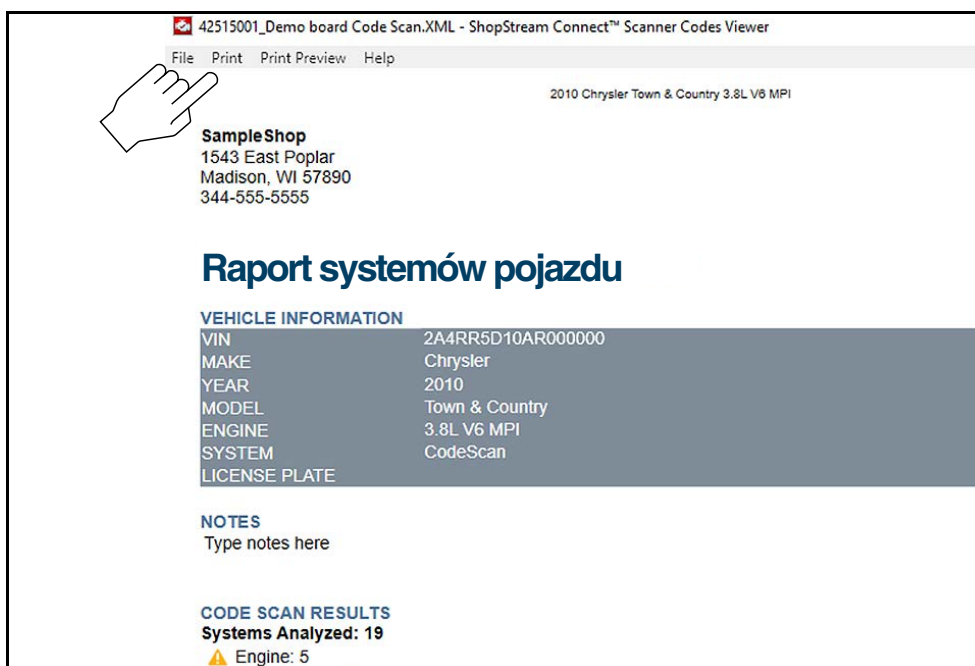 42515001_Demo board Code Scan.XML - ShopStream Connect™ Scanner Codes Viewer
File Print Print Preview Help
2010 Chrysler Town & Country 3.8L V6 MPI
SampleShop
1543 East Poplar
Madison, WI 57890
344-555-5555
Raport systemów pojazdu
VEHICLE INFORMATION
VIN 2A4RR5D10AR000000
MAKE Chrysler
YEAR 2010
MODEL Town & Country
ENGINE 3.8L V6 MPI
SYSTEM CodeScan
LICENSE PLATE
NOTES
Type notes here
CODE SCAN RESULTS
Systems Analyzed: 19
Engine: 5